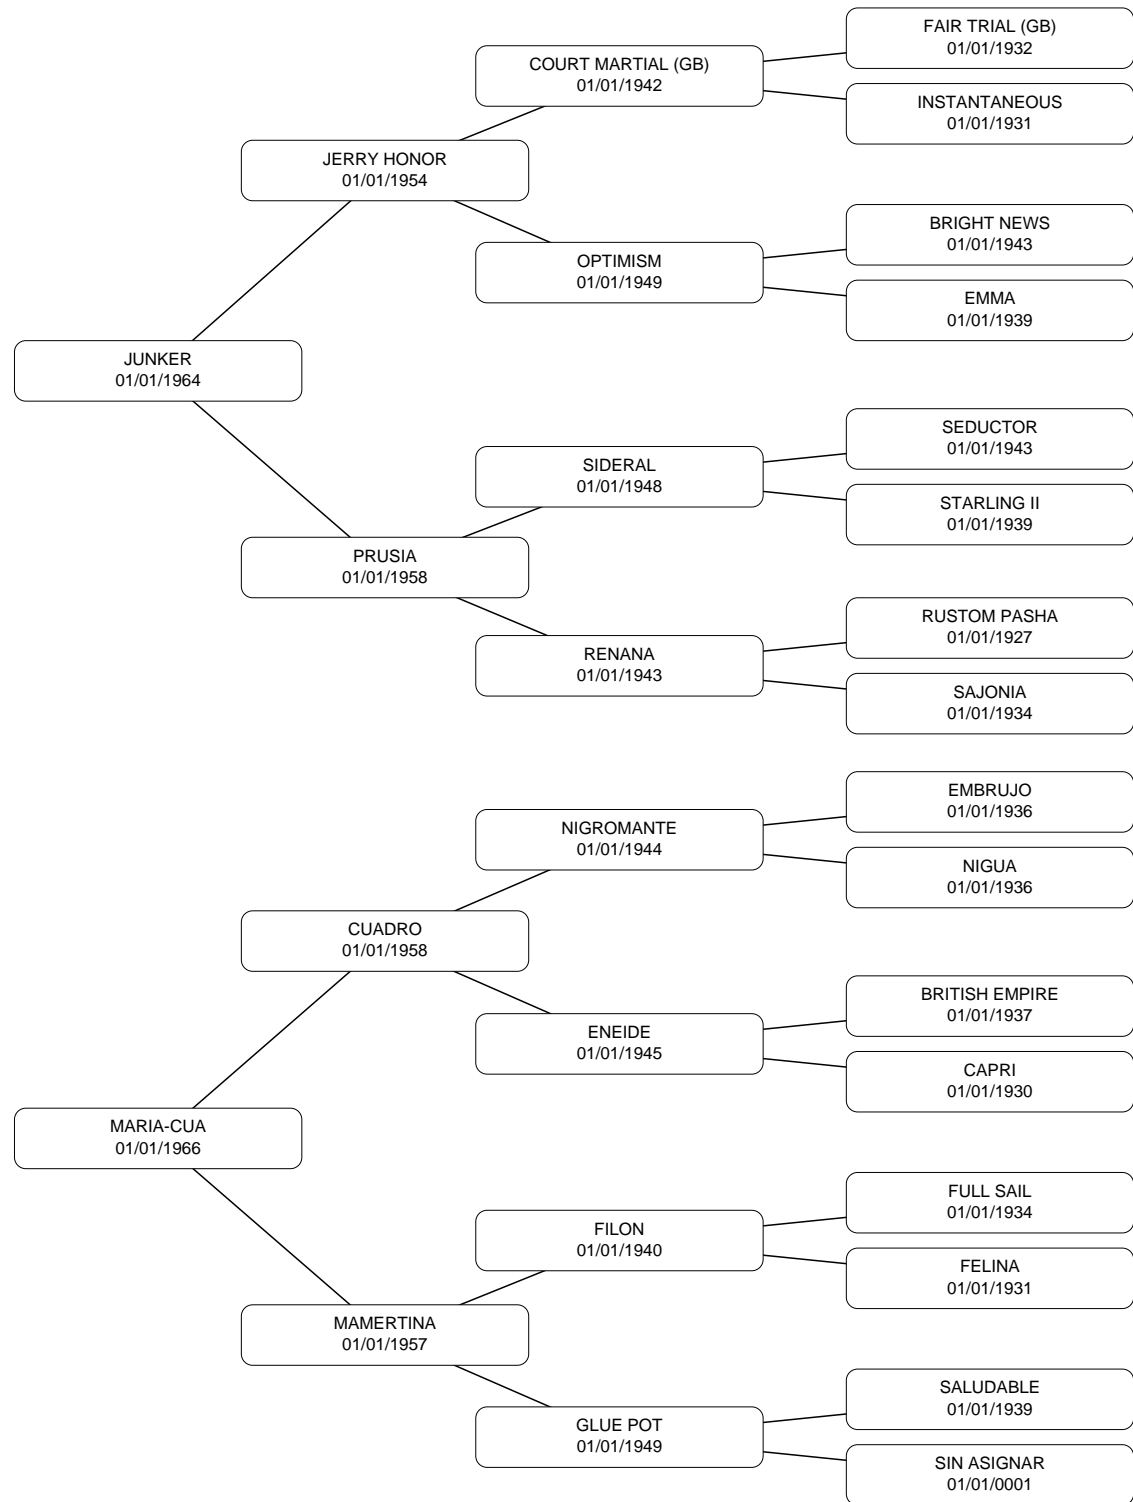 FAIR TRIAL (GB)
01/01/1932
COURT MARTIAL (GB)
01/01/1942
INSTANTANEOUS
01/01/1931
JERRY HONOR
01/01/1954
BRIGHT NEWS
01/01/1943
OPTIMISM
01/01/1949
EMMA
01/01/1939
JUNKER
01/01/1964
SEDUCTOR
01/01/1943
SIDERAL
01/01/1948
STARLING II
01/01/1939
PRUSIA
01/01/1958
RUSTOM PASHA
01/01/1927
RENANA
01/01/1943
SAJONIA
01/01/1934
EMBRUJO
01/01/1936
NIGROMANTE
01/01/1944
NIGUA
01/01/1936
CUADRO
01/01/1958
BRITISH EMPIRE
01/01/1937
ENEIDE
01/01/1945
CAPRI
01/01/1930
MARIA-CUA
01/01/1966
FULL SAIL
01/01/1934
FILON
01/01/1940
FELINA
01/01/1931
MAMERTINA
01/01/1957
SALUDABLE
01/01/1939
GLUE POT
01/01/1949
SIN ASIGNAR
01/01/0001